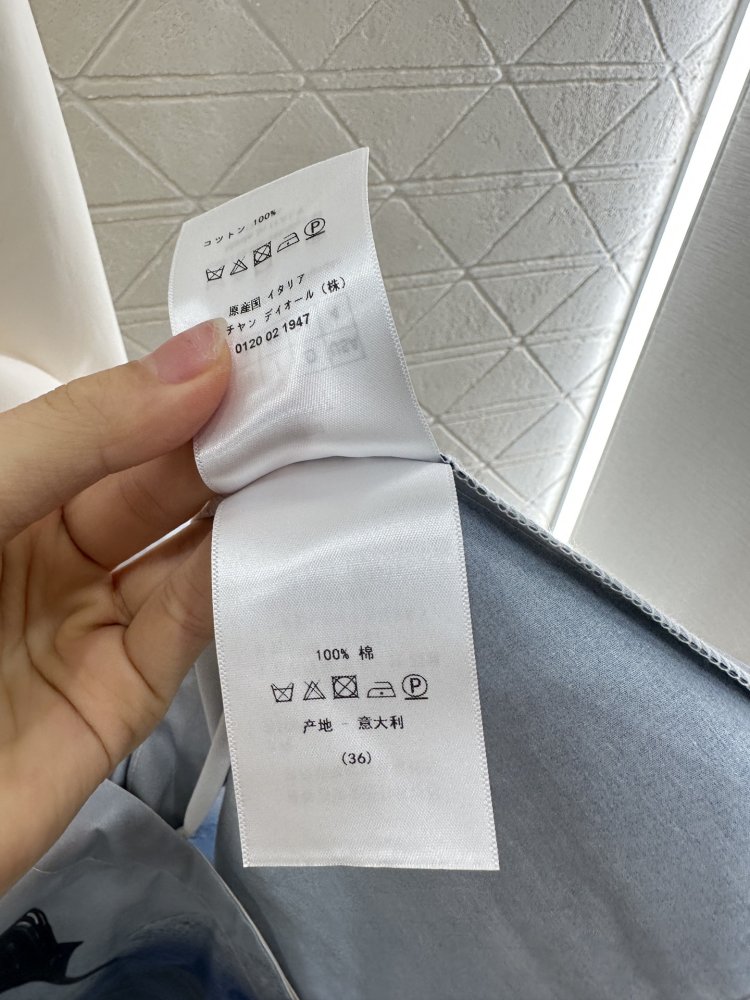 コットン 100%
原産国 イタリア
チャン ディオール（株）
0120 02 1947
100% 棉
产地 - 意大利
(36)